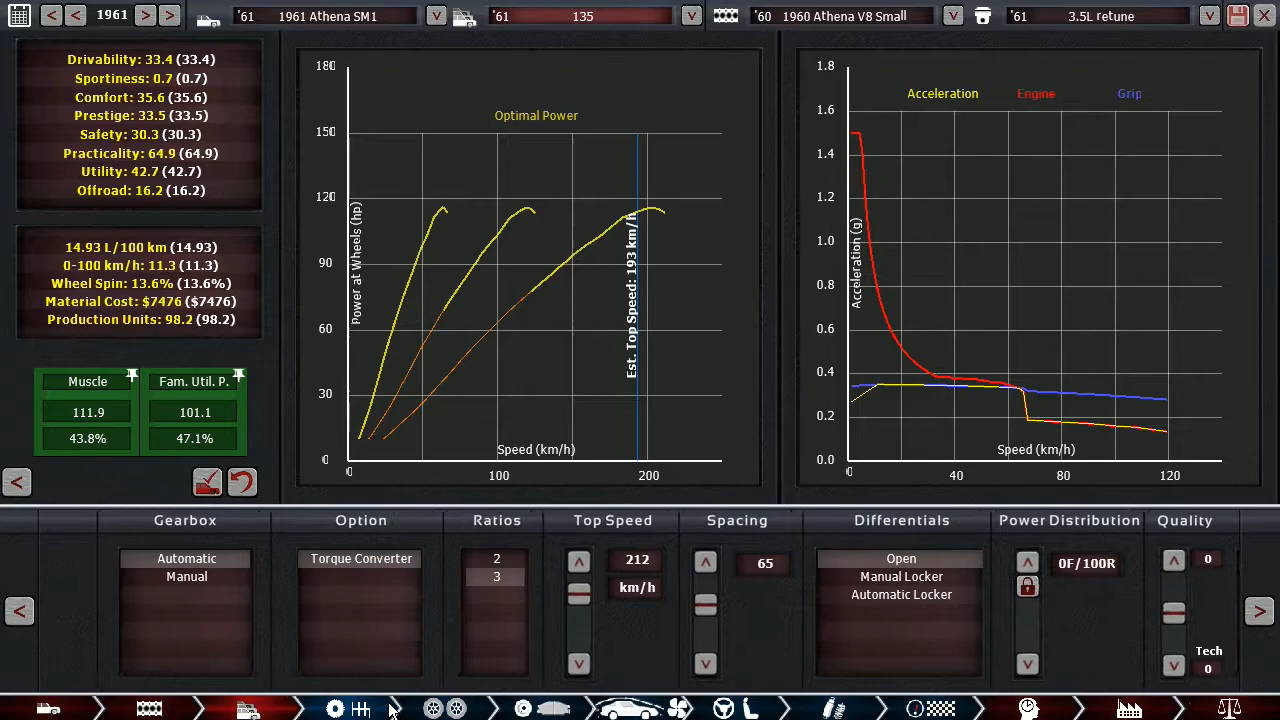 1961
'61 1961 Athena SM1
'61 135
'60 1960 Athena V8 Small
'61 3.5L retune
Drivability: 33.4 (33.4)
Sportiness: 0.7 (0.7)
Comfort: 35.6 (35.6)
Prestige: 33.5 (33.5)
Safety: 30.3 (30.3)
Practicality: 64.9 (64.9)
Utility: 42.7 (42.7)
Offroad: 16.2 (16.2)
14.93 L/100 km (14.93)
0-100 km/h: 11.3 (11.3)
Wheel Spin: 13.6% (13.6%)
Material Cost: $7476 ($7476)
Production Units: 98.2 (98.2)
Muscle Fam. Util. P.
111.9 101.1
43.8% 47.1%
180
150
120
90
60
30
0
Optimal Power
Power at Wheels (hp)
Est. Top Speed: 193 km/h
Speed (km/h)
0 100 200
1.8
1.6
1.4
1.2
1.0
0.8
0.6
0.4
0.2
0.0
Acceleration Engine Grip
Acceleration (g)
Speed (km/h)
0 40 80 120
Gearbox Option Ratios Top Speed Spacing Differentials Power Distribution Quality
Automatic
Manual
Torque Converter
2
3
212
km/h
65
Open
Manual Locker
Automatic Locker
0F/100R
0
Tech
0